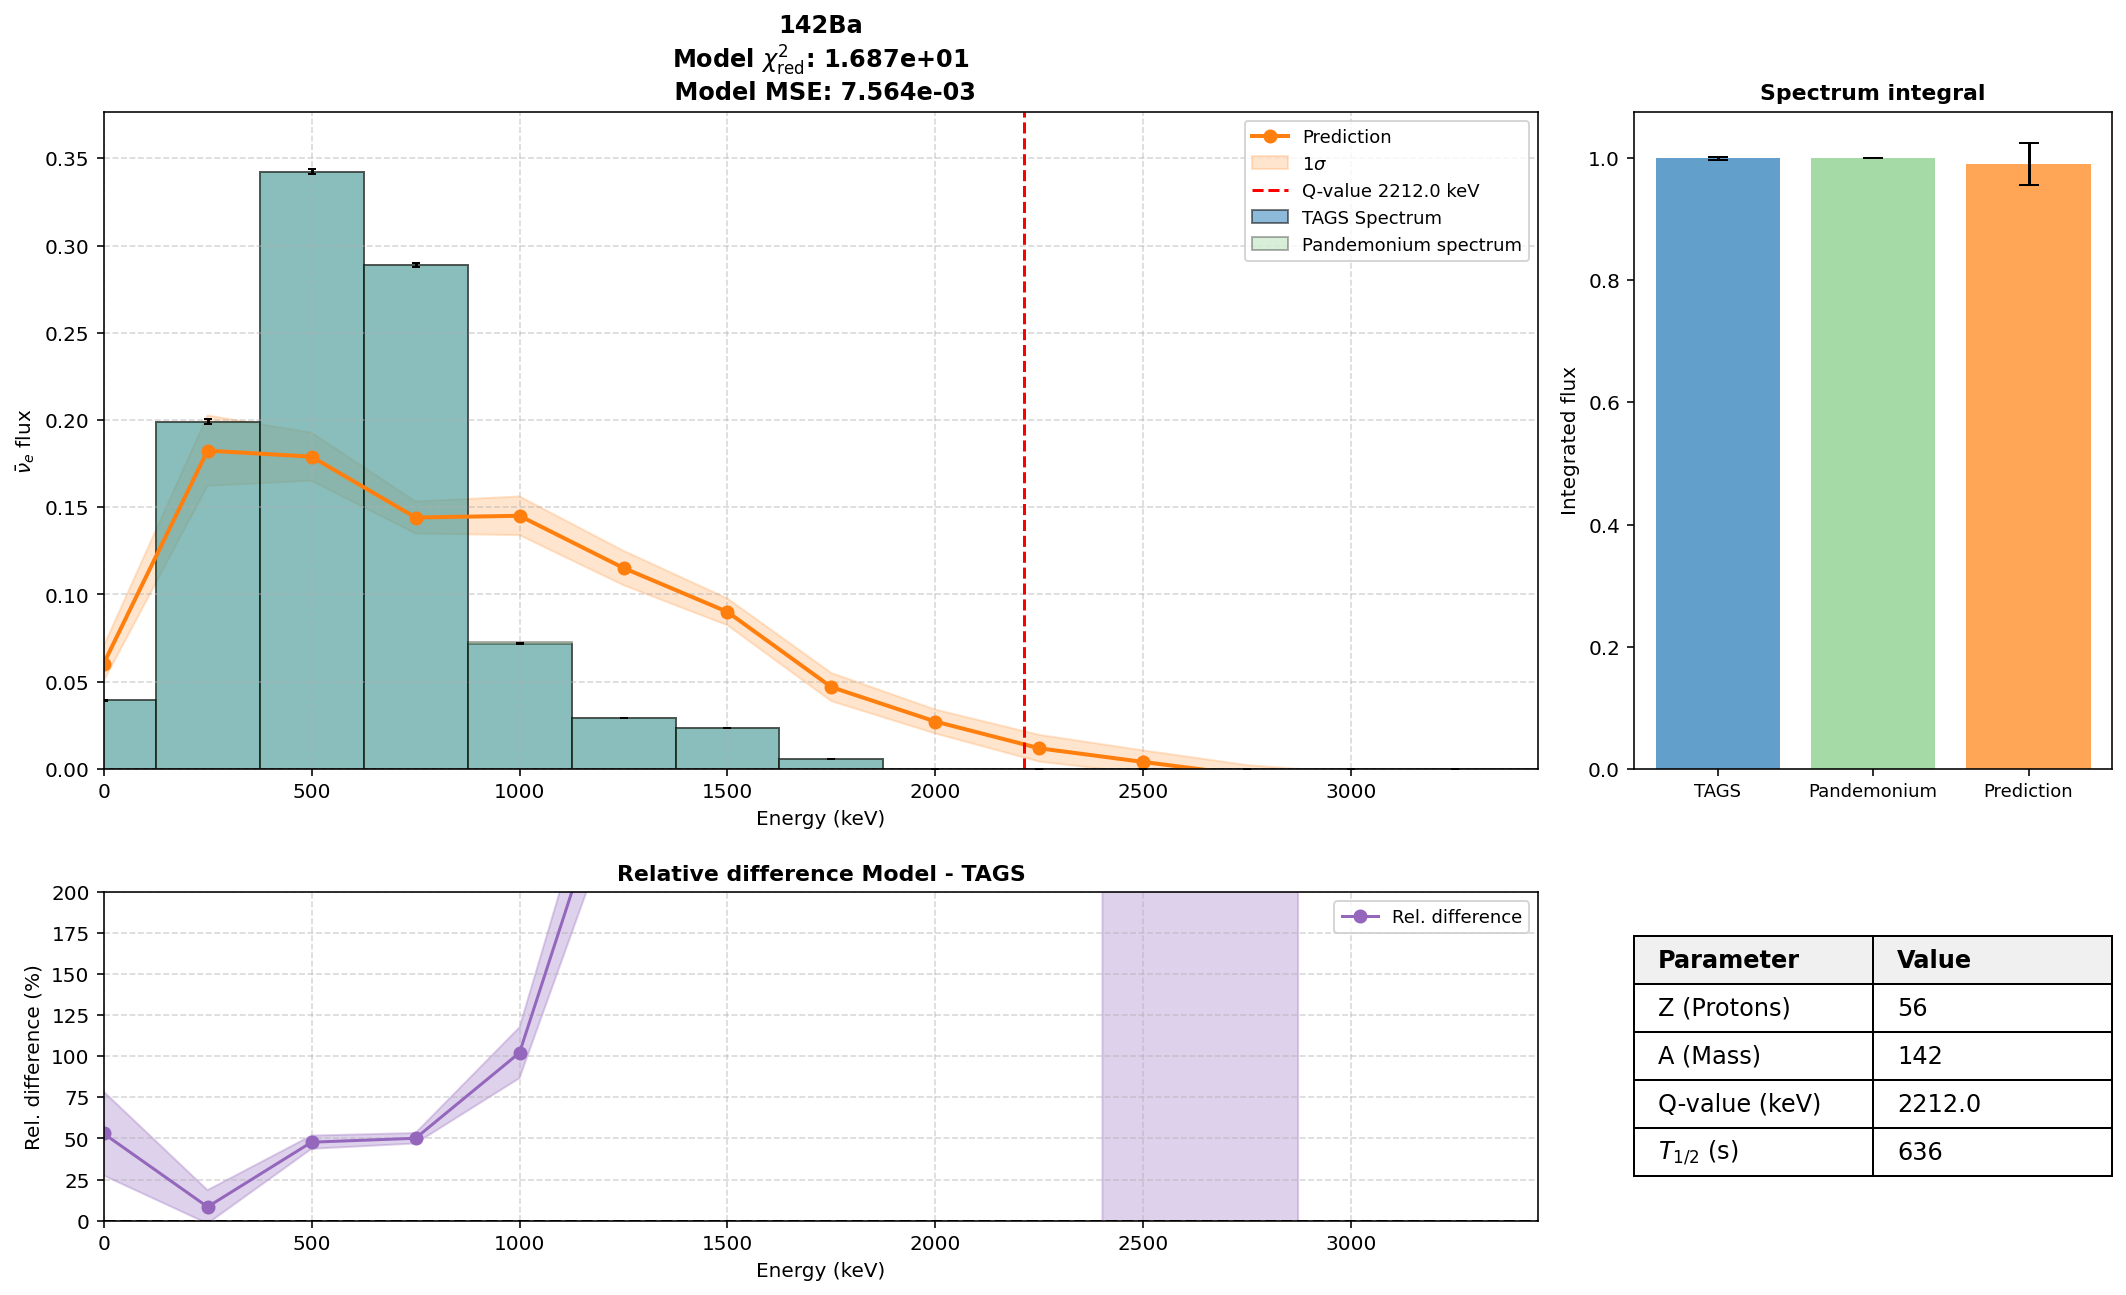 142Ba
Model χ²red: 1.687e+01
Model MSE: 7.564e-03
Prediction
1σ
Q-value 2212.0 keV
TAGS Spectrum
Pandemonium spectrum
0.35
0.30
0.25
0.20
0.15
0.10
0.05
0.00
ν̄e flux
0 500 1000 1500 2000 2500 3000
Energy (keV)
Spectrum integral
1.0
0.8
0.6
0.4
0.2
0.0
Integrated flux
TAGS Pandemonium Prediction
Relative difference Model - TAGS
Rel. difference
200
175
150
125
100
75
50
25
0
Rel. difference (%)
0 500 1000 1500 2000 2500 3000
Energy (keV)
Parameter Value
Z (Protons) 56
A (Mass) 142
Q-value (keV) 2212.0
T1/2 (s) 636